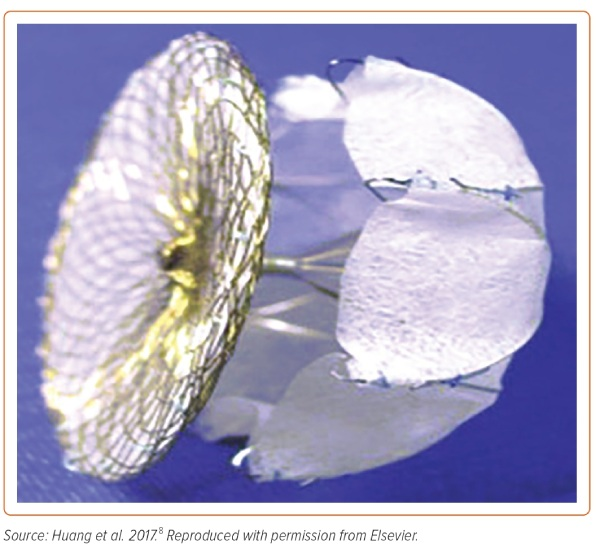 Source: Huang et al. 2017.⁸ Reproduced with permission from Elsevier.